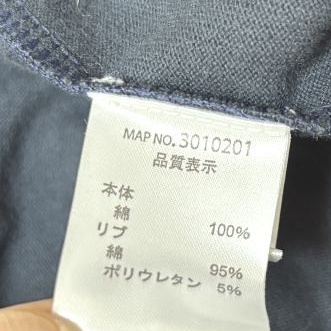 MAP NO. 3010201
品質表示
本体
綿 100%
リブ
綿 95%
ポリウレタン 5%